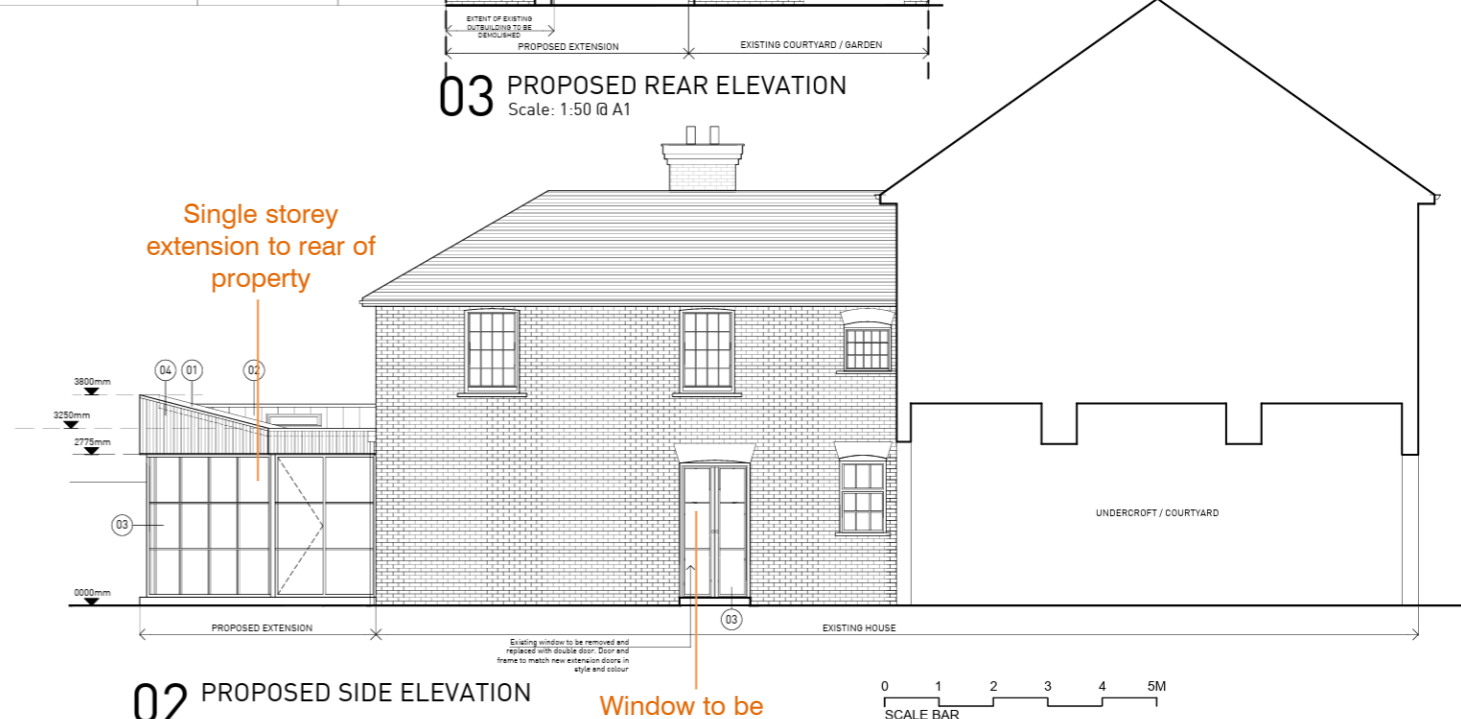 EXTENT OF EXISTING
OUTBUILDING TO BE
DEMOLISHED
PROPOSED EXTENSION
EXISTING COURTYARD / GARDEN
03 PROPOSED REAR ELEVATION
Scale: 1:50 @ A1
Single storey
extension to rear of
property
04
01
02
3800mm
3250mm
2775mm
03
UNDERCROFT / COURTYARD
0000mm
03
PROPOSED EXTENSION
EXISTING HOUSE
Existing window to be removed and
replaced with double door. Door and
frame to match new extension doors in
style and colour
02 PROPOSED SIDE ELEVATION
Window to be
0 1 2 3 4 5M
SCALE BAR